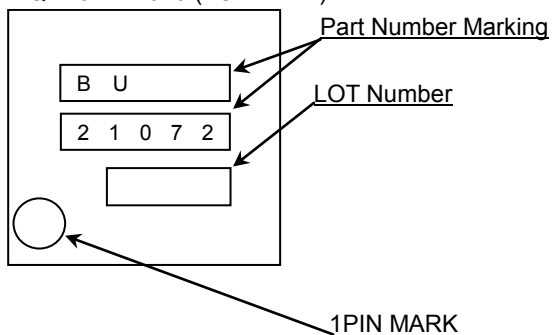 Part Number Marking
B U
2 1 0 7 2
LOT Number
1PIN MARK